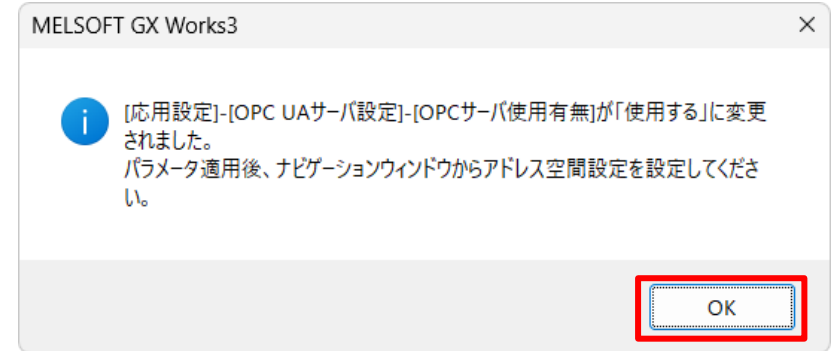 MELSOFT GX Works3
[応用設定]-[OPC UAサーバ設定]-[OPCサーバ使用有無]が「使用する」に変更
されました。
パラメータ適用後、ナビゲーションウィンドウからアドレス空間設定を設定してくださ
い。
OK